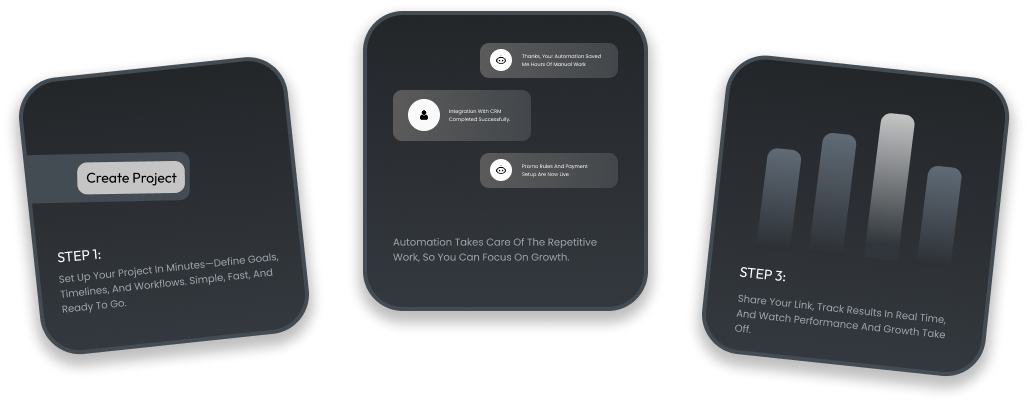 Create Project
STEP 1:
Set Up Your Project In Minutes—Define Goals,
Timelines, And Workflows. Simple, Fast, And
Ready To Go.
Thanks, Your Automation Saved
Me Hours Of Manual Work
Integration With CRM
Completed Successfully.
Promo Rules And Payment
Setup Are Now Live
Automation Takes Care Of The Repetitive
Work, So You Can Focus On Growth.
STEP 3:
Share Your Link, Track Results In Real Time,
And Watch Performance And Growth Take
Off.